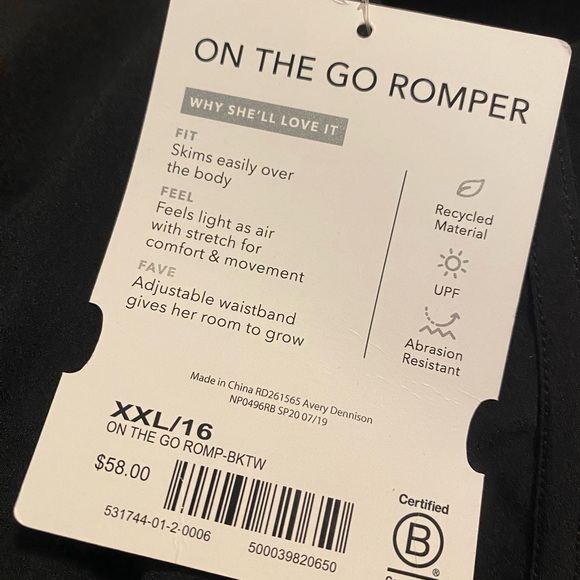 ON THE GO ROMPER
WHY SHE'LL LOVE IT
FIT
Skims easily over
the body
FEEL
Feels light as air
with stretch for
comfort & movement
FAVE
Adjustable waistband
gives her room to grow
Recycled
Material
UPF
Abrasion
Resistant
Made in China RD261565 Avery Dennison
NP0496RB SP20 07/19
XXL/16
ON THE GO ROMP-BKTW
$58.00
531744-01-2-0006
500039820650
Certified
B
®